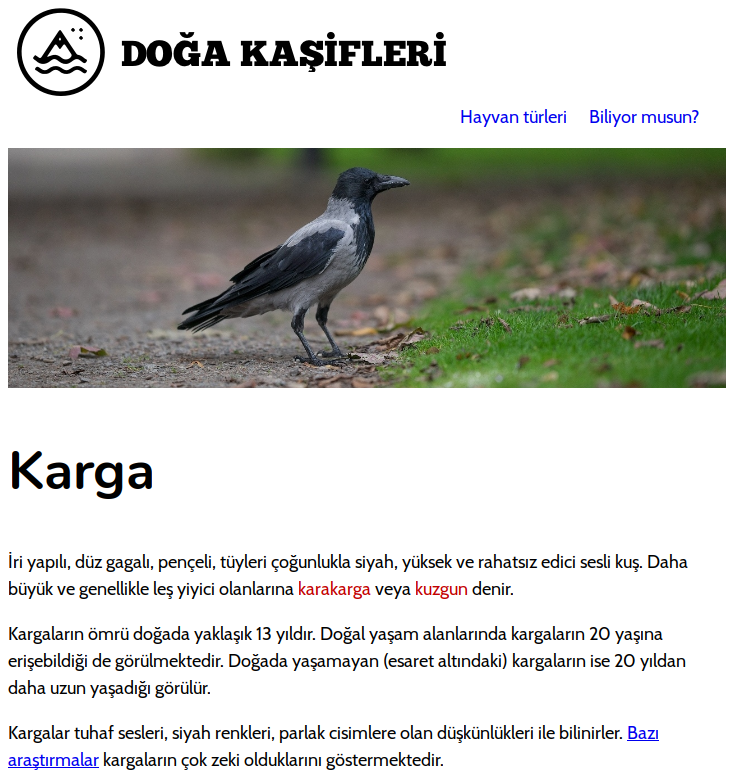 DOĞA KAŞİFLERİ
Hayvan türleri Biliyor musun?
Karga
İri yapılı, düz gagalı, pençeli, tüyleri çoğunlukla siyah, yüksek ve rahatsız edici sesli kuş. Daha
büyük ve genellikle leş yiyici olanlarına karakarga veya kuzgun denir.
Kargaların ömrü doğada yaklaşık 13 yıldır. Doğal yaşam alanlarında kargaların 20 yaşına
erişebildiği de görülmektedir. Doğada yaşamayan (esaret altındaki) kargaların ise 20 yıldan
daha uzun yaşadığı görülür.
Kargalar tuhaf sesleri, siyah renkleri, parlak cisimlere olan düşkünlükleri ile bilinirler. Bazı
araştırmalar kargaların çok zeki olduklarını göstermektedir.